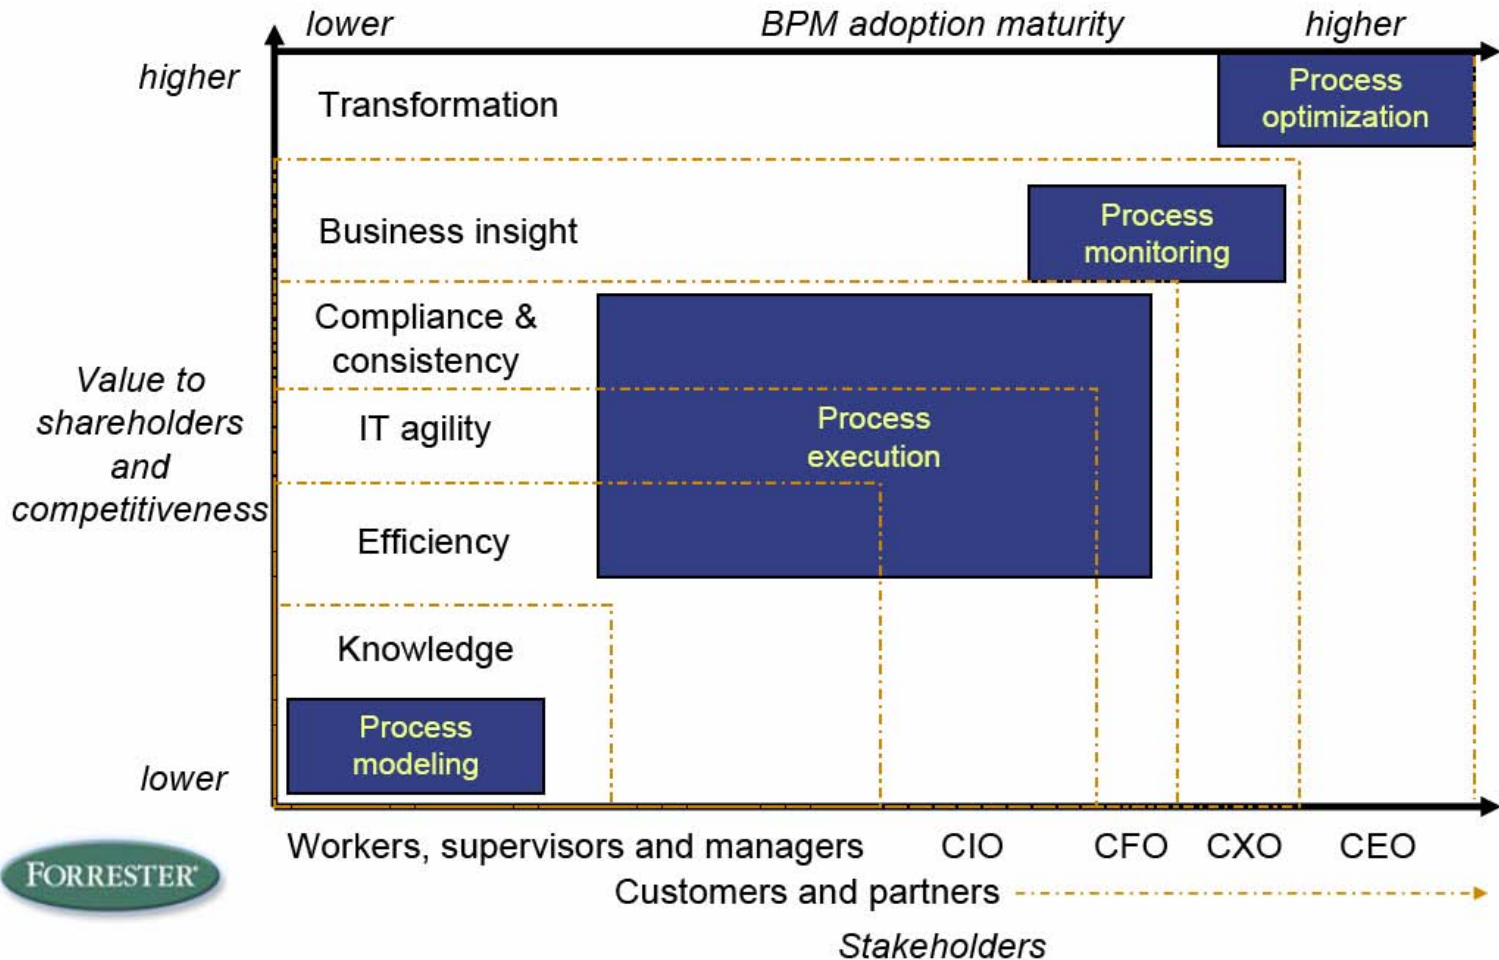 lower
BPM adoption maturity
higher
higher
Transformation
Process
optimization
Business insight
Process
monitoring
Compliance &
consistency
Value to
shareholders
and
competitiveness
IT agility
Process
execution
Efficiency
Knowledge
Process
modeling
lower
Workers, supervisors and managers
CIO
CFO
CXO
CEO
FORRESTER®
Customers and partners
Stakeholders